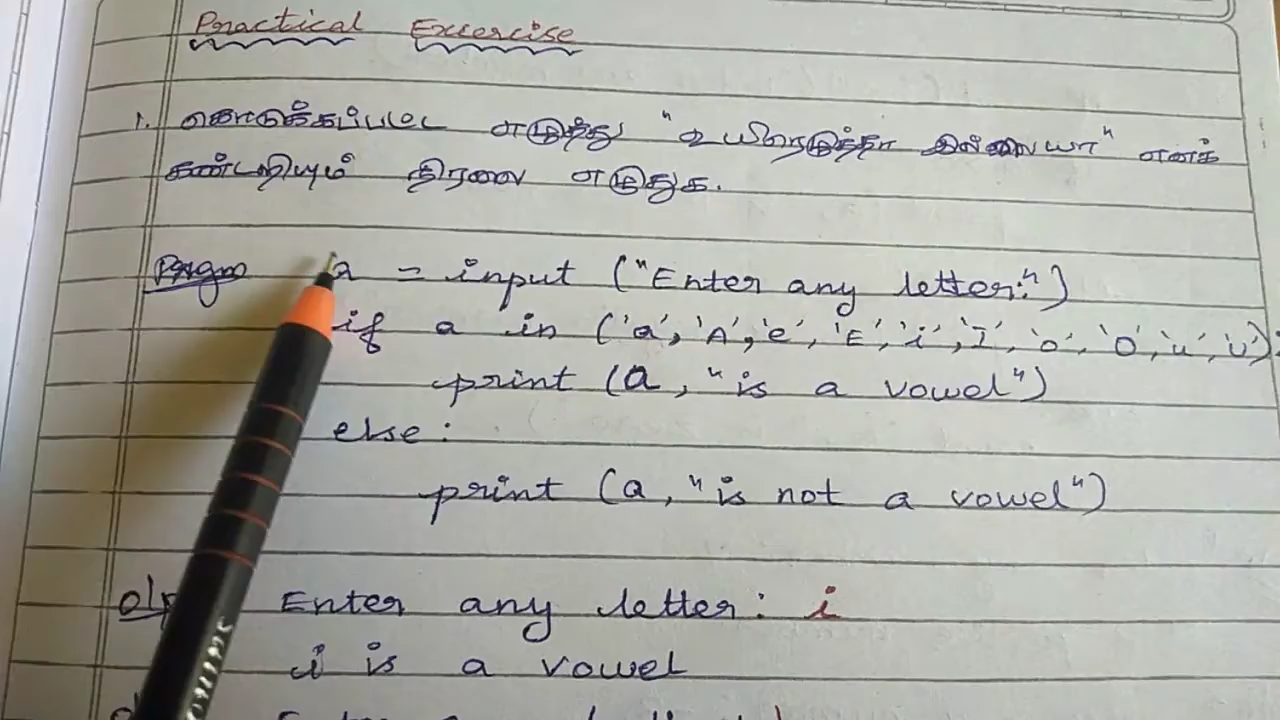 Practical Excercise
1. கொடுக்கப்பட்ட எழுத்து "உயிரெழுத்தா இல்லையா" எனக்
கண்டறியும் நிரலை எழுதுக.
a = input ("Enter any letter:")
if a in ('a', 'A', 'e', 'E', 'i', 'I', 'o', 'O', 'u', 'U'):
print (a, "is a vowel")
else :
print (a, "is not a vowel")
o/p Enter any letter: i
i is a vowel